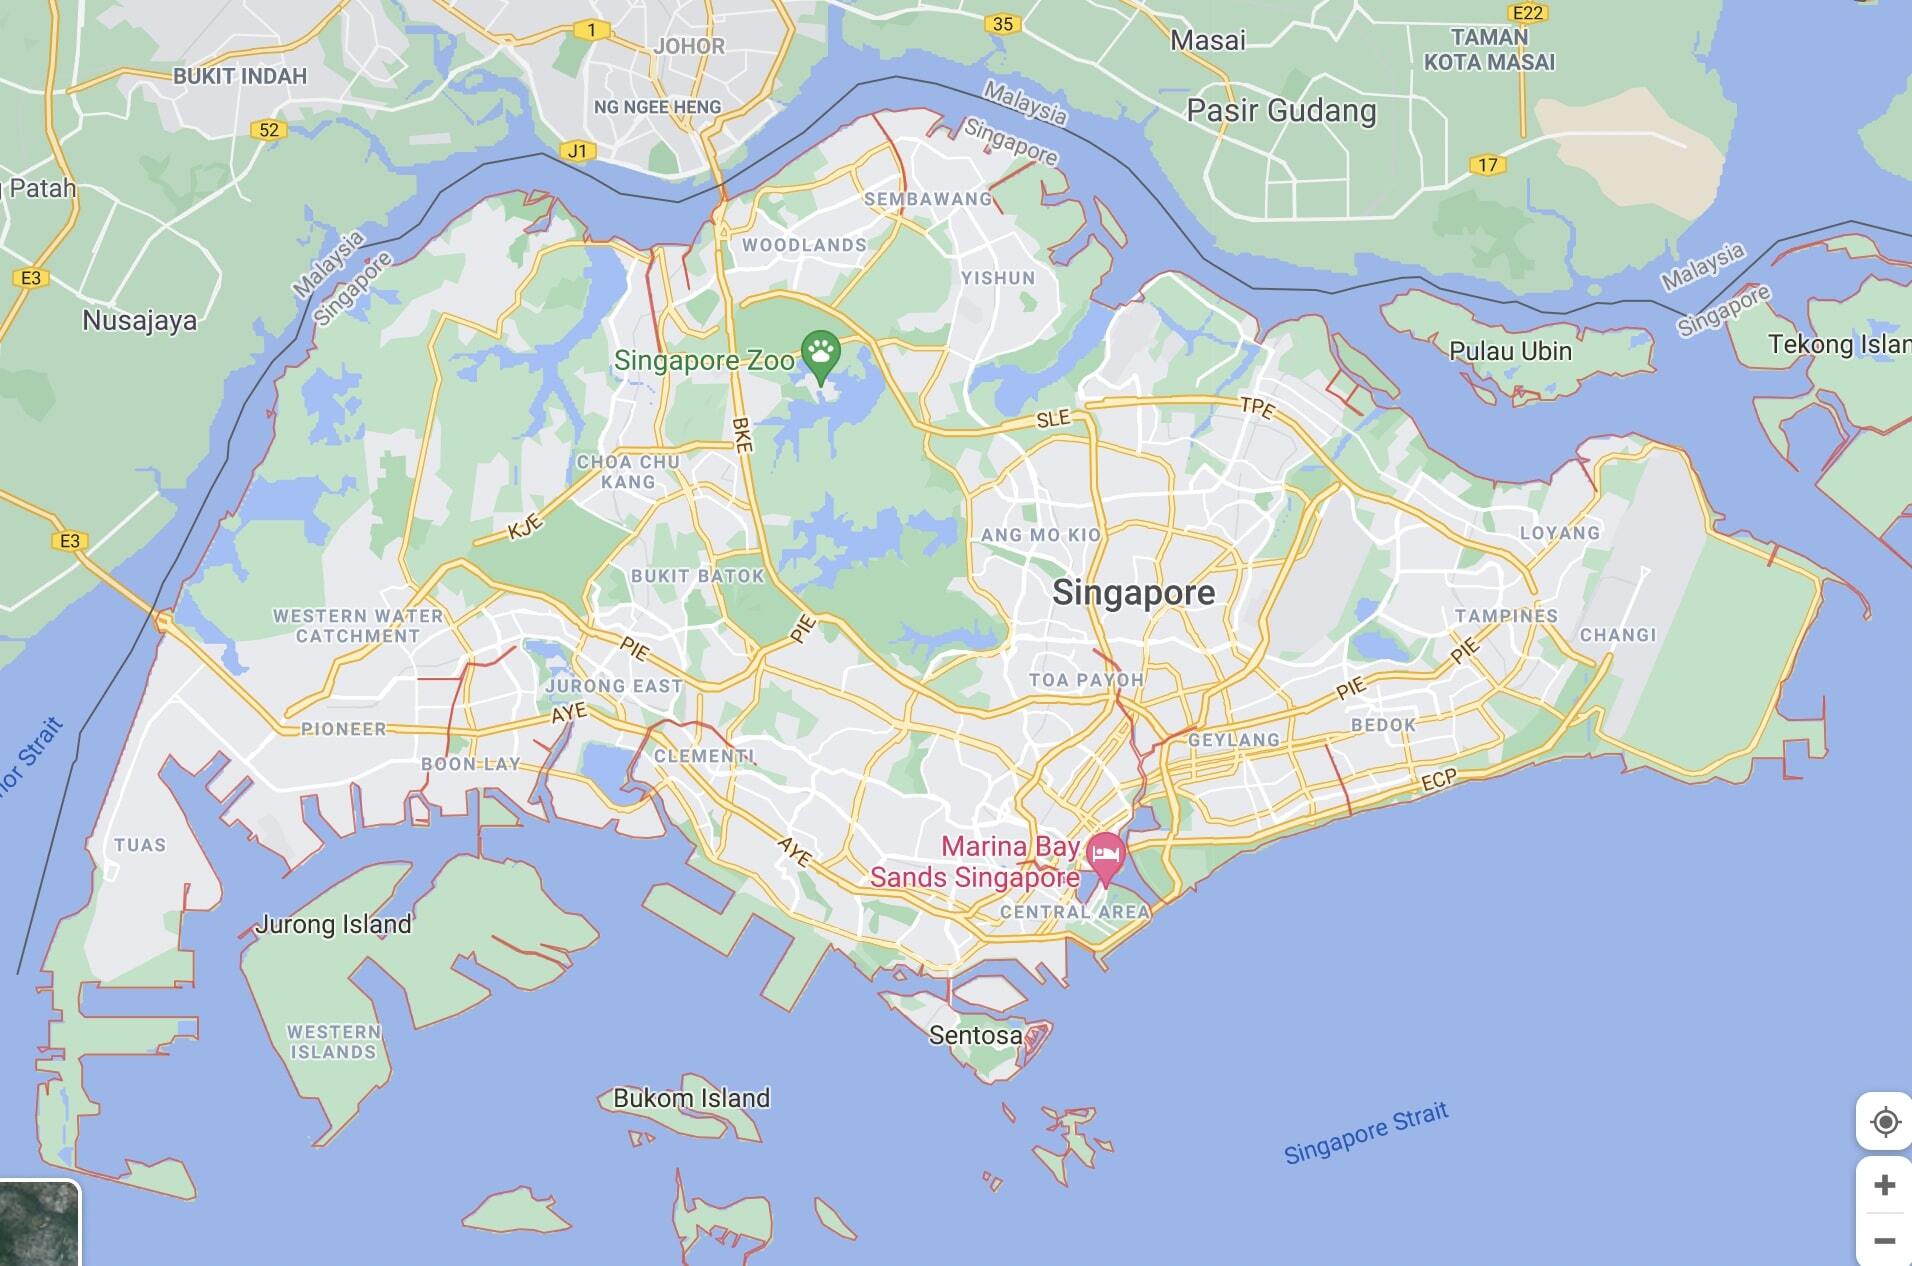 E22
1
35
Masai
TAMAN
KOTA MASAI
JOHOR
BUKIT INDAH
NG NGEE HENG
Pasir Gudang
Malaysia
Singapore
52
J1
17
Patah
SEMBAWANG
WOODLANDS
YISHUN
Malaysia
Singapore
Malaysia
Singapore
E3
Nusajaya
Singapore Zoo
Pulau Ubin
Tekong Islan
SLE
TPE
BKE
CHOA CHU
KANG
KJE
E3
ANG MO KIO
LOYANG
BUKIT BATOK
Singapore
WESTERN WATER
CATCHMENT
TAMPINES
CHANGI
PIE
PIE
PIE
PIE
JURONG EAST
TOA PAYOH
AYE
PIONEER
BEDOK
GEYLANG
BOON LAY
CLEMENTI
ECP
TUAS
AYE
Marina Bay
Sands Singapore
CENTRAL AREA
Jurong Island
WESTERN
ISLANDS
Sentosa
Bukom Island
Singapore Strait
Strait